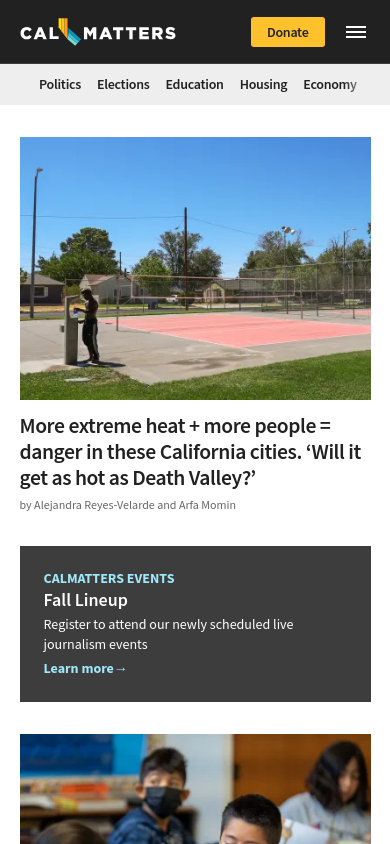 CAL MATTERS
Donate
Politics Elections Education Housing Economy
More extreme heat + more people =
danger in these California cities. ‘Will it
get as hot as Death Valley?’
by Alejandra Reyes-Velarde and Arfa Momin
CALMATTERS EVENTS
Fall Lineup
Register to attend our newly scheduled live
journalism events
Learn more→